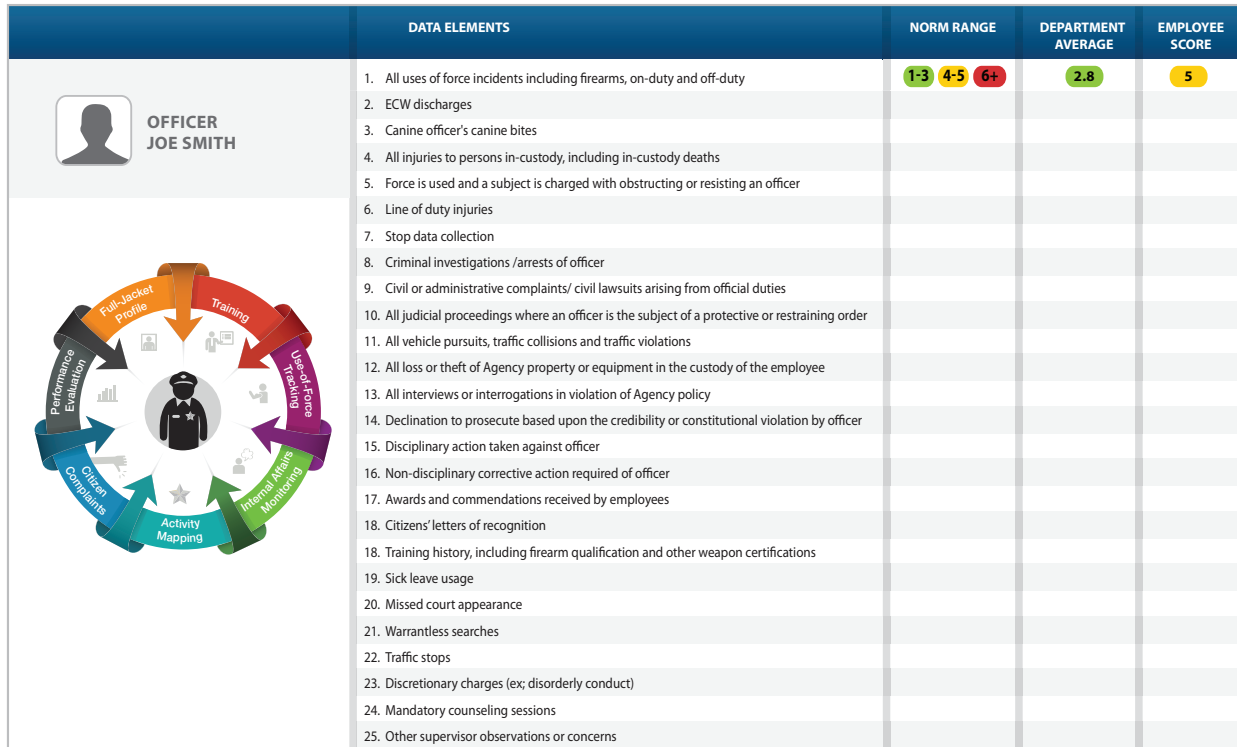 DATA ELEMENTS
NORM RANGE
DEPARTMENT
AVERAGE
EMPLOYEE
SCORE
OFFICER
JOE SMITH
1. All uses of force incidents including firearms, on-duty and off-duty
1-3 4-5 6+
2.8
5
2. ECW discharges
3. Canine officer's canine bites
4. All injuries to persons in-custody, including in-custody deaths
5. Force is used and a subject is charged with obstructing or resisting an officer
6. Line of duty injuries
7. Stop data collection
8. Criminal investigations /arrests of officer
9. Civil or administrative complaints/ civil lawsuits arising from official duties
10. All judicial proceedings where an officer is the subject of a protective or restraining order
11. All vehicle pursuits, traffic collisions and traffic violations
12. All loss or theft of Agency property or equipment in the custody of the employee
13. All interviews or interrogations in violation of Agency policy
14. Declination to prosecute based upon the credibility or constitutional violation by officer
15. Disciplinary action taken against officer
16. Non-disciplinary corrective action required of officer
17. Awards and commendations received by employees
18. Citizens' letters of recognition
18. Training history, including firearm qualification and other weapon certifications
19. Sick leave usage
20. Missed court appearance
21. Warrantless searches
22. Traffic stops
23. Discretionary charges (ex; disorderly conduct)
24. Mandatory counseling sessions
25. Other supervisor observations or concerns
Full-Jacket
Profile
Training
Use-of-Force
Tracking
Internal Affairs
Monitoring
Activity
Mapping
Citizen
Complaints
Performance
Evaluation